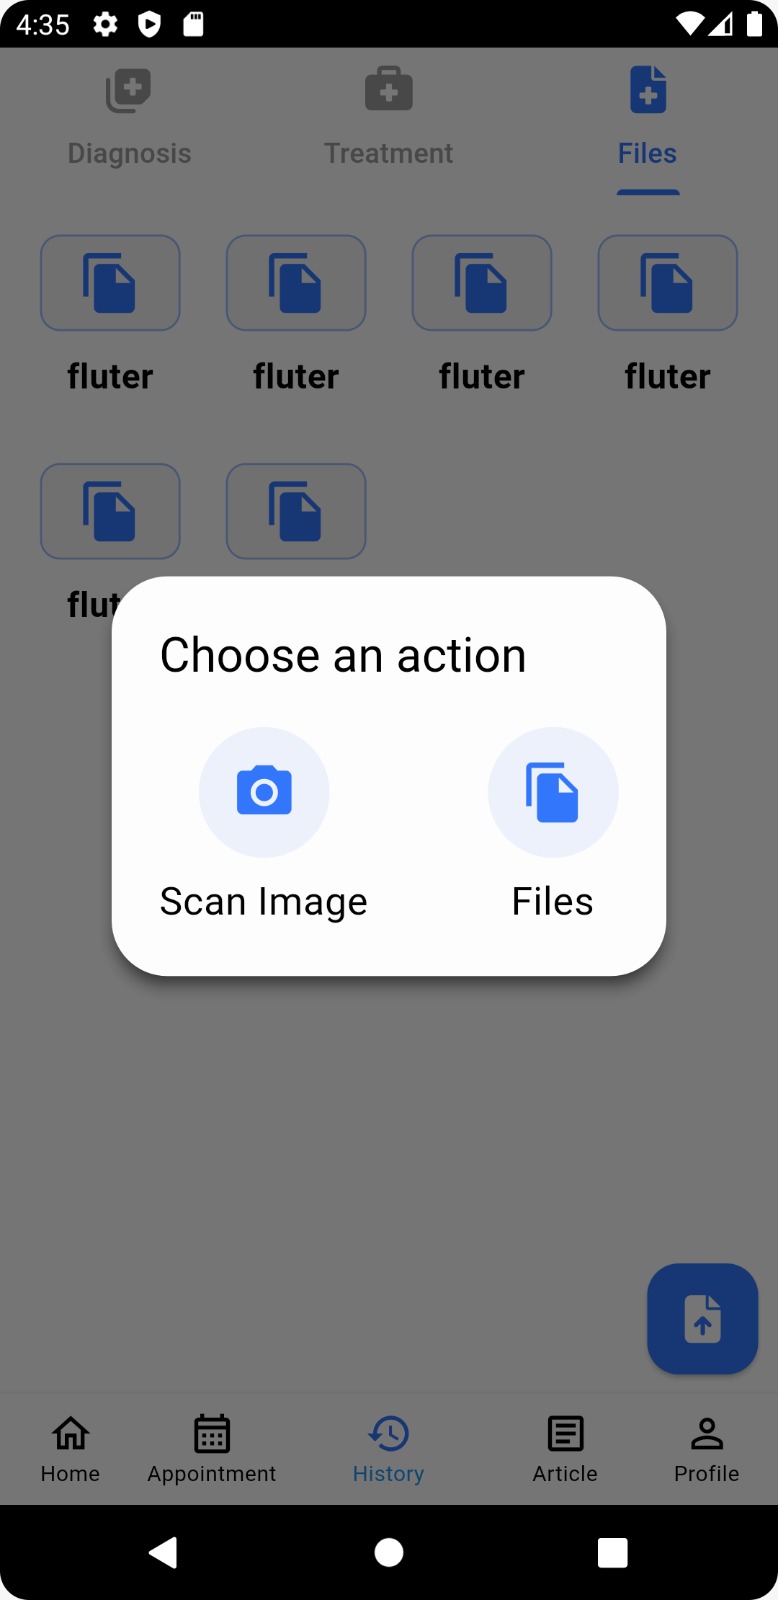 4:35
Diagnosis Treatment Files
fluter fluter fluter fluter
Choose an action
Scan Image Files
Home Appointment History Article Profile